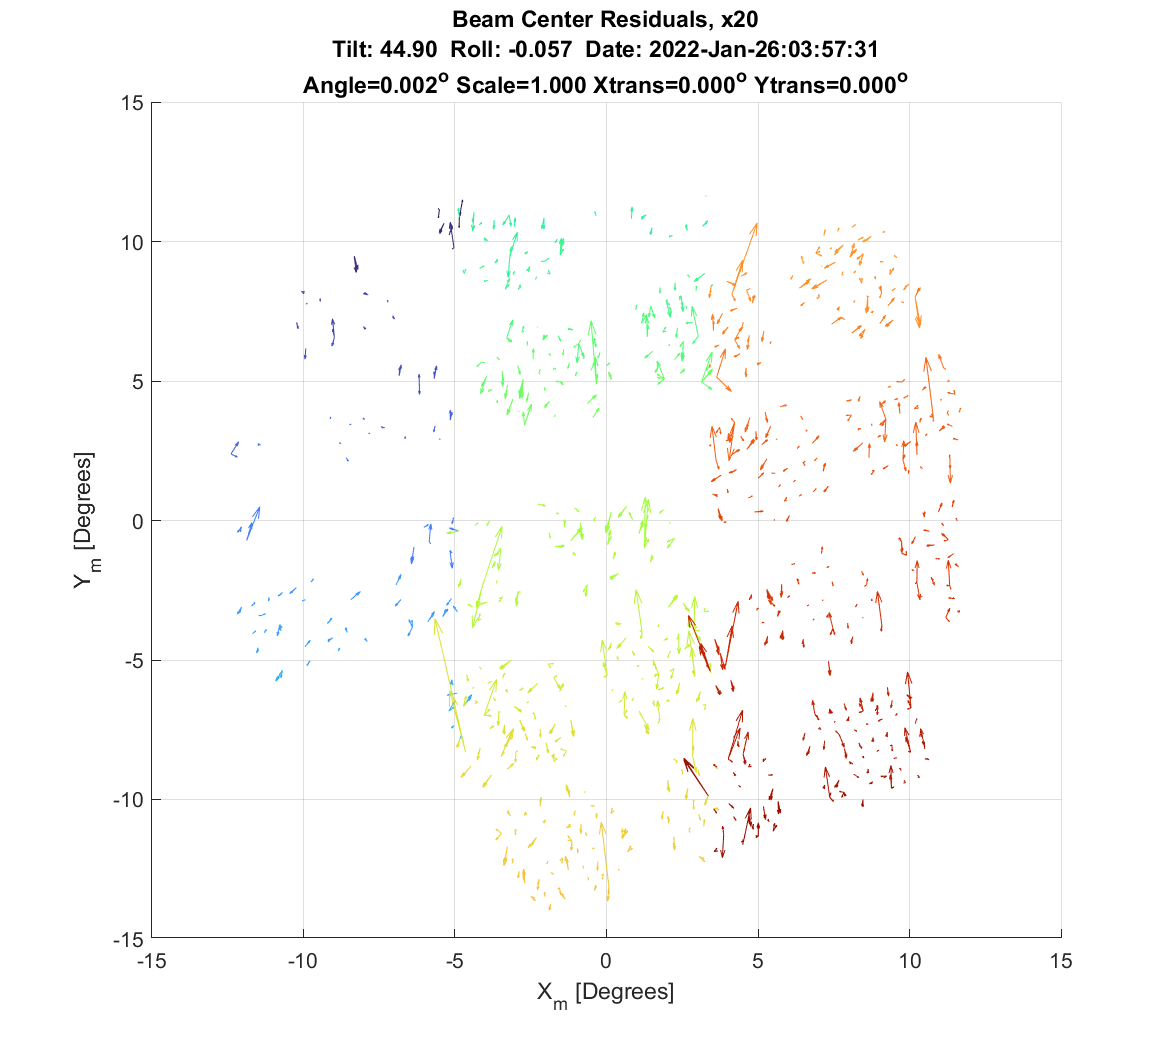 Beam Center Residuals, x20
Tilt: 44.90 Roll: -0.057 Date: 2022-Jan-26:03:57:31
Angle=0.002° Scale=1.000 Xtrans=0.000° Ytrans=0.000°
15
10
5
0
-5
-10
-15
Y_m [Degrees]
-15 -10 -5 0 5 10 15
X_m [Degrees]